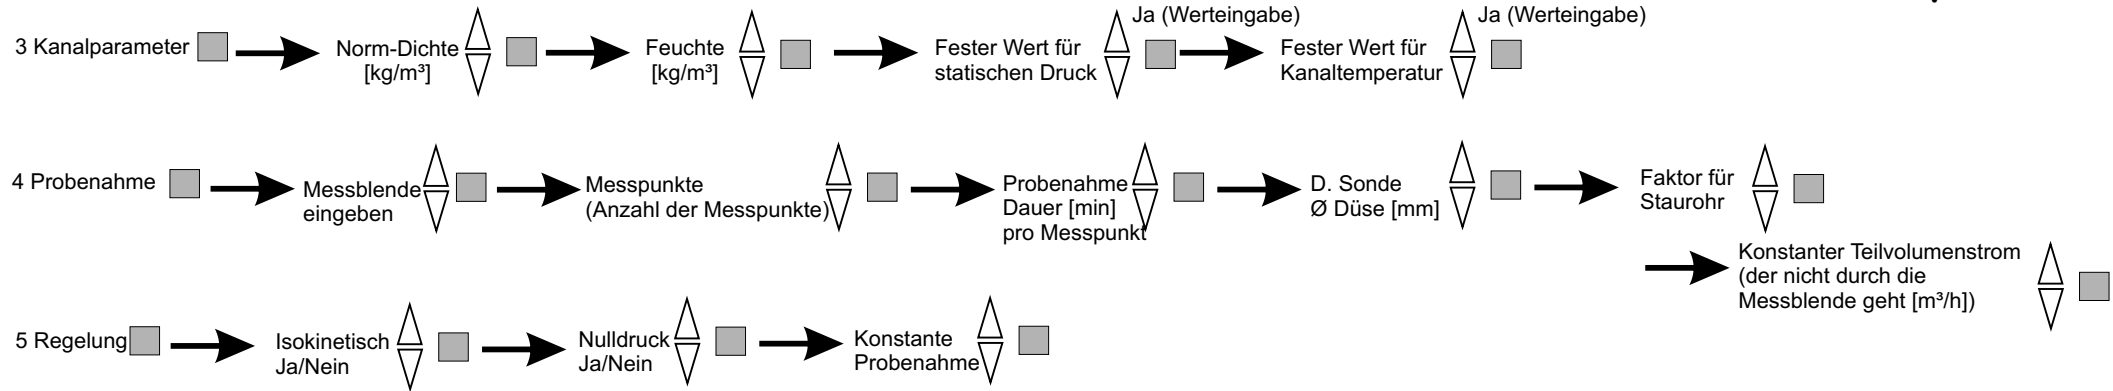 Ja (Werteingabe)
Ja (Werteingabe)
3 Kanalparameter
Norm-Dichte
[kg/m³]
Feuchte
[kg/m³]
Fester Wert für
statischen Druck
Fester Wert für
Kanaltemperatur
4 Probenahme
Messblende
eingeben
Messpunkte
(Anzahl der Messpunkte)
Probenahme
Dauer [min]
pro Messpunkt
D. Sonde
Ø Düse [mm]
Faktor für
Staurohr
Konstanter Teilvolumenstrom
(der nicht durch die
Messblende geht [m³/h])
5 Regelung
Isokinetisch
Ja/Nein
Nulldruck
Ja/Nein
Konstante
Probenahme